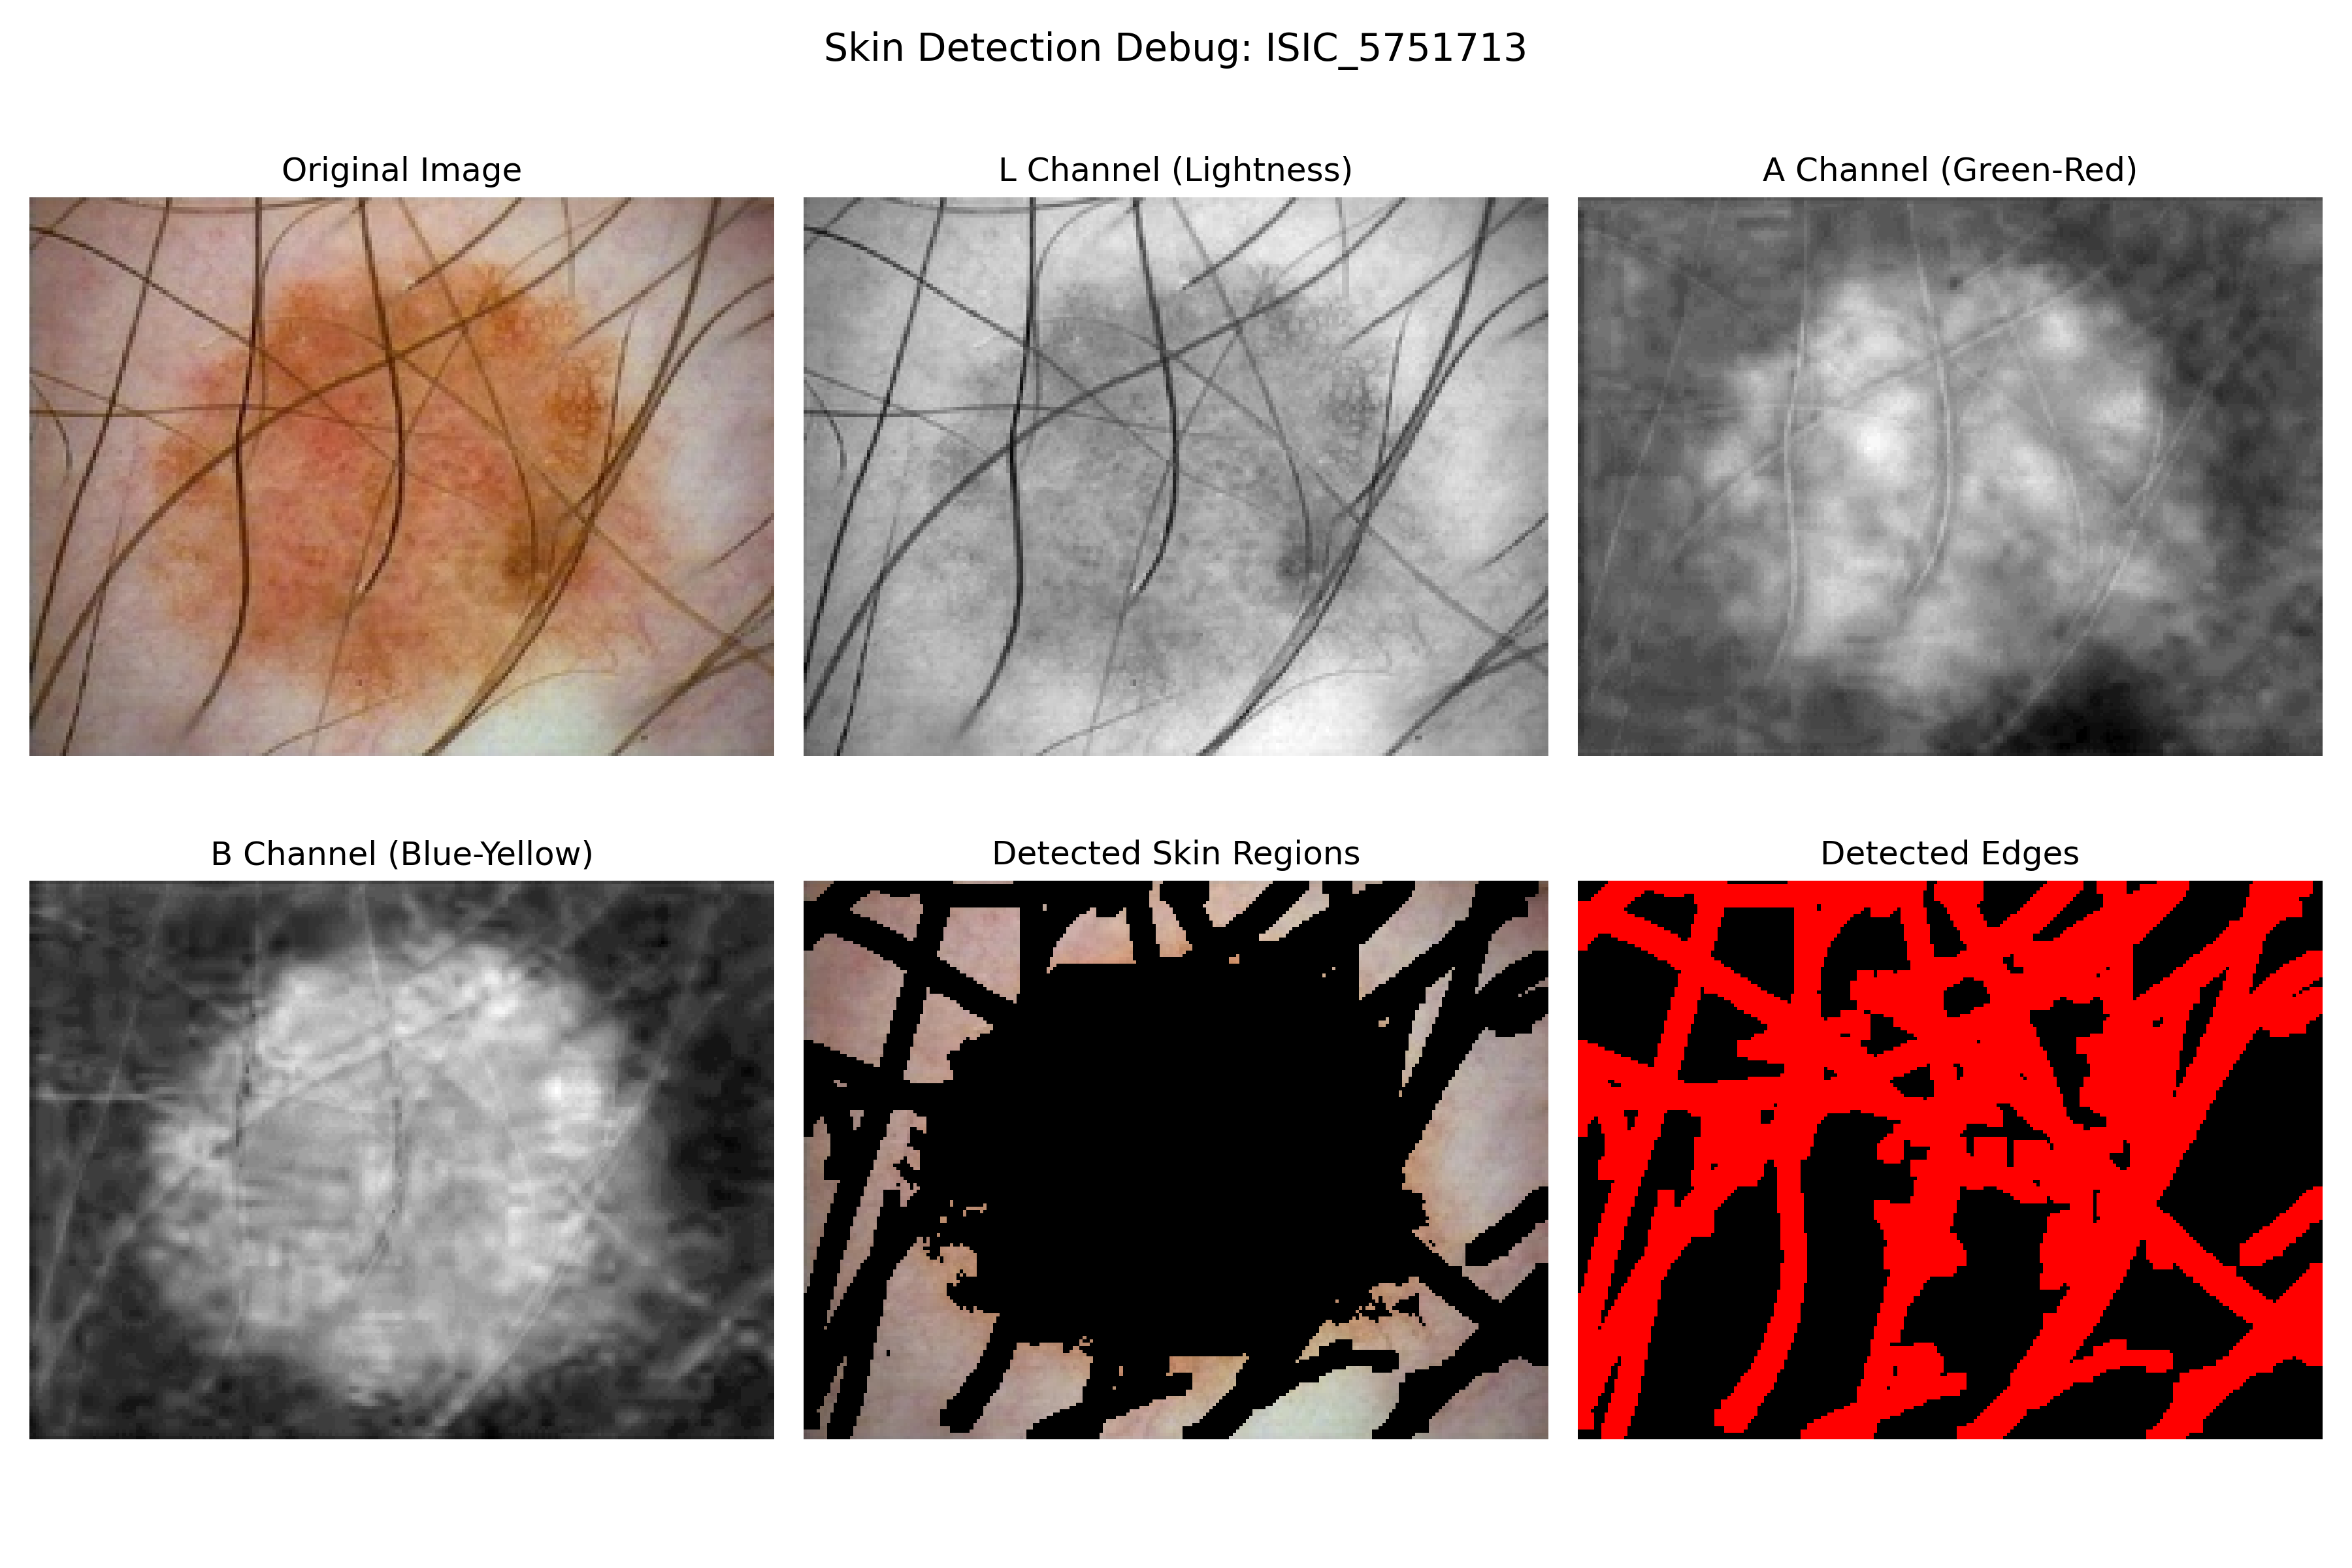 Skin Detection Debug: ISIC_5751713
Original Image
L Channel (Lightness)
A Channel (Green-Red)
B Channel (Blue-Yellow)
Detected Skin Regions
Detected Edges